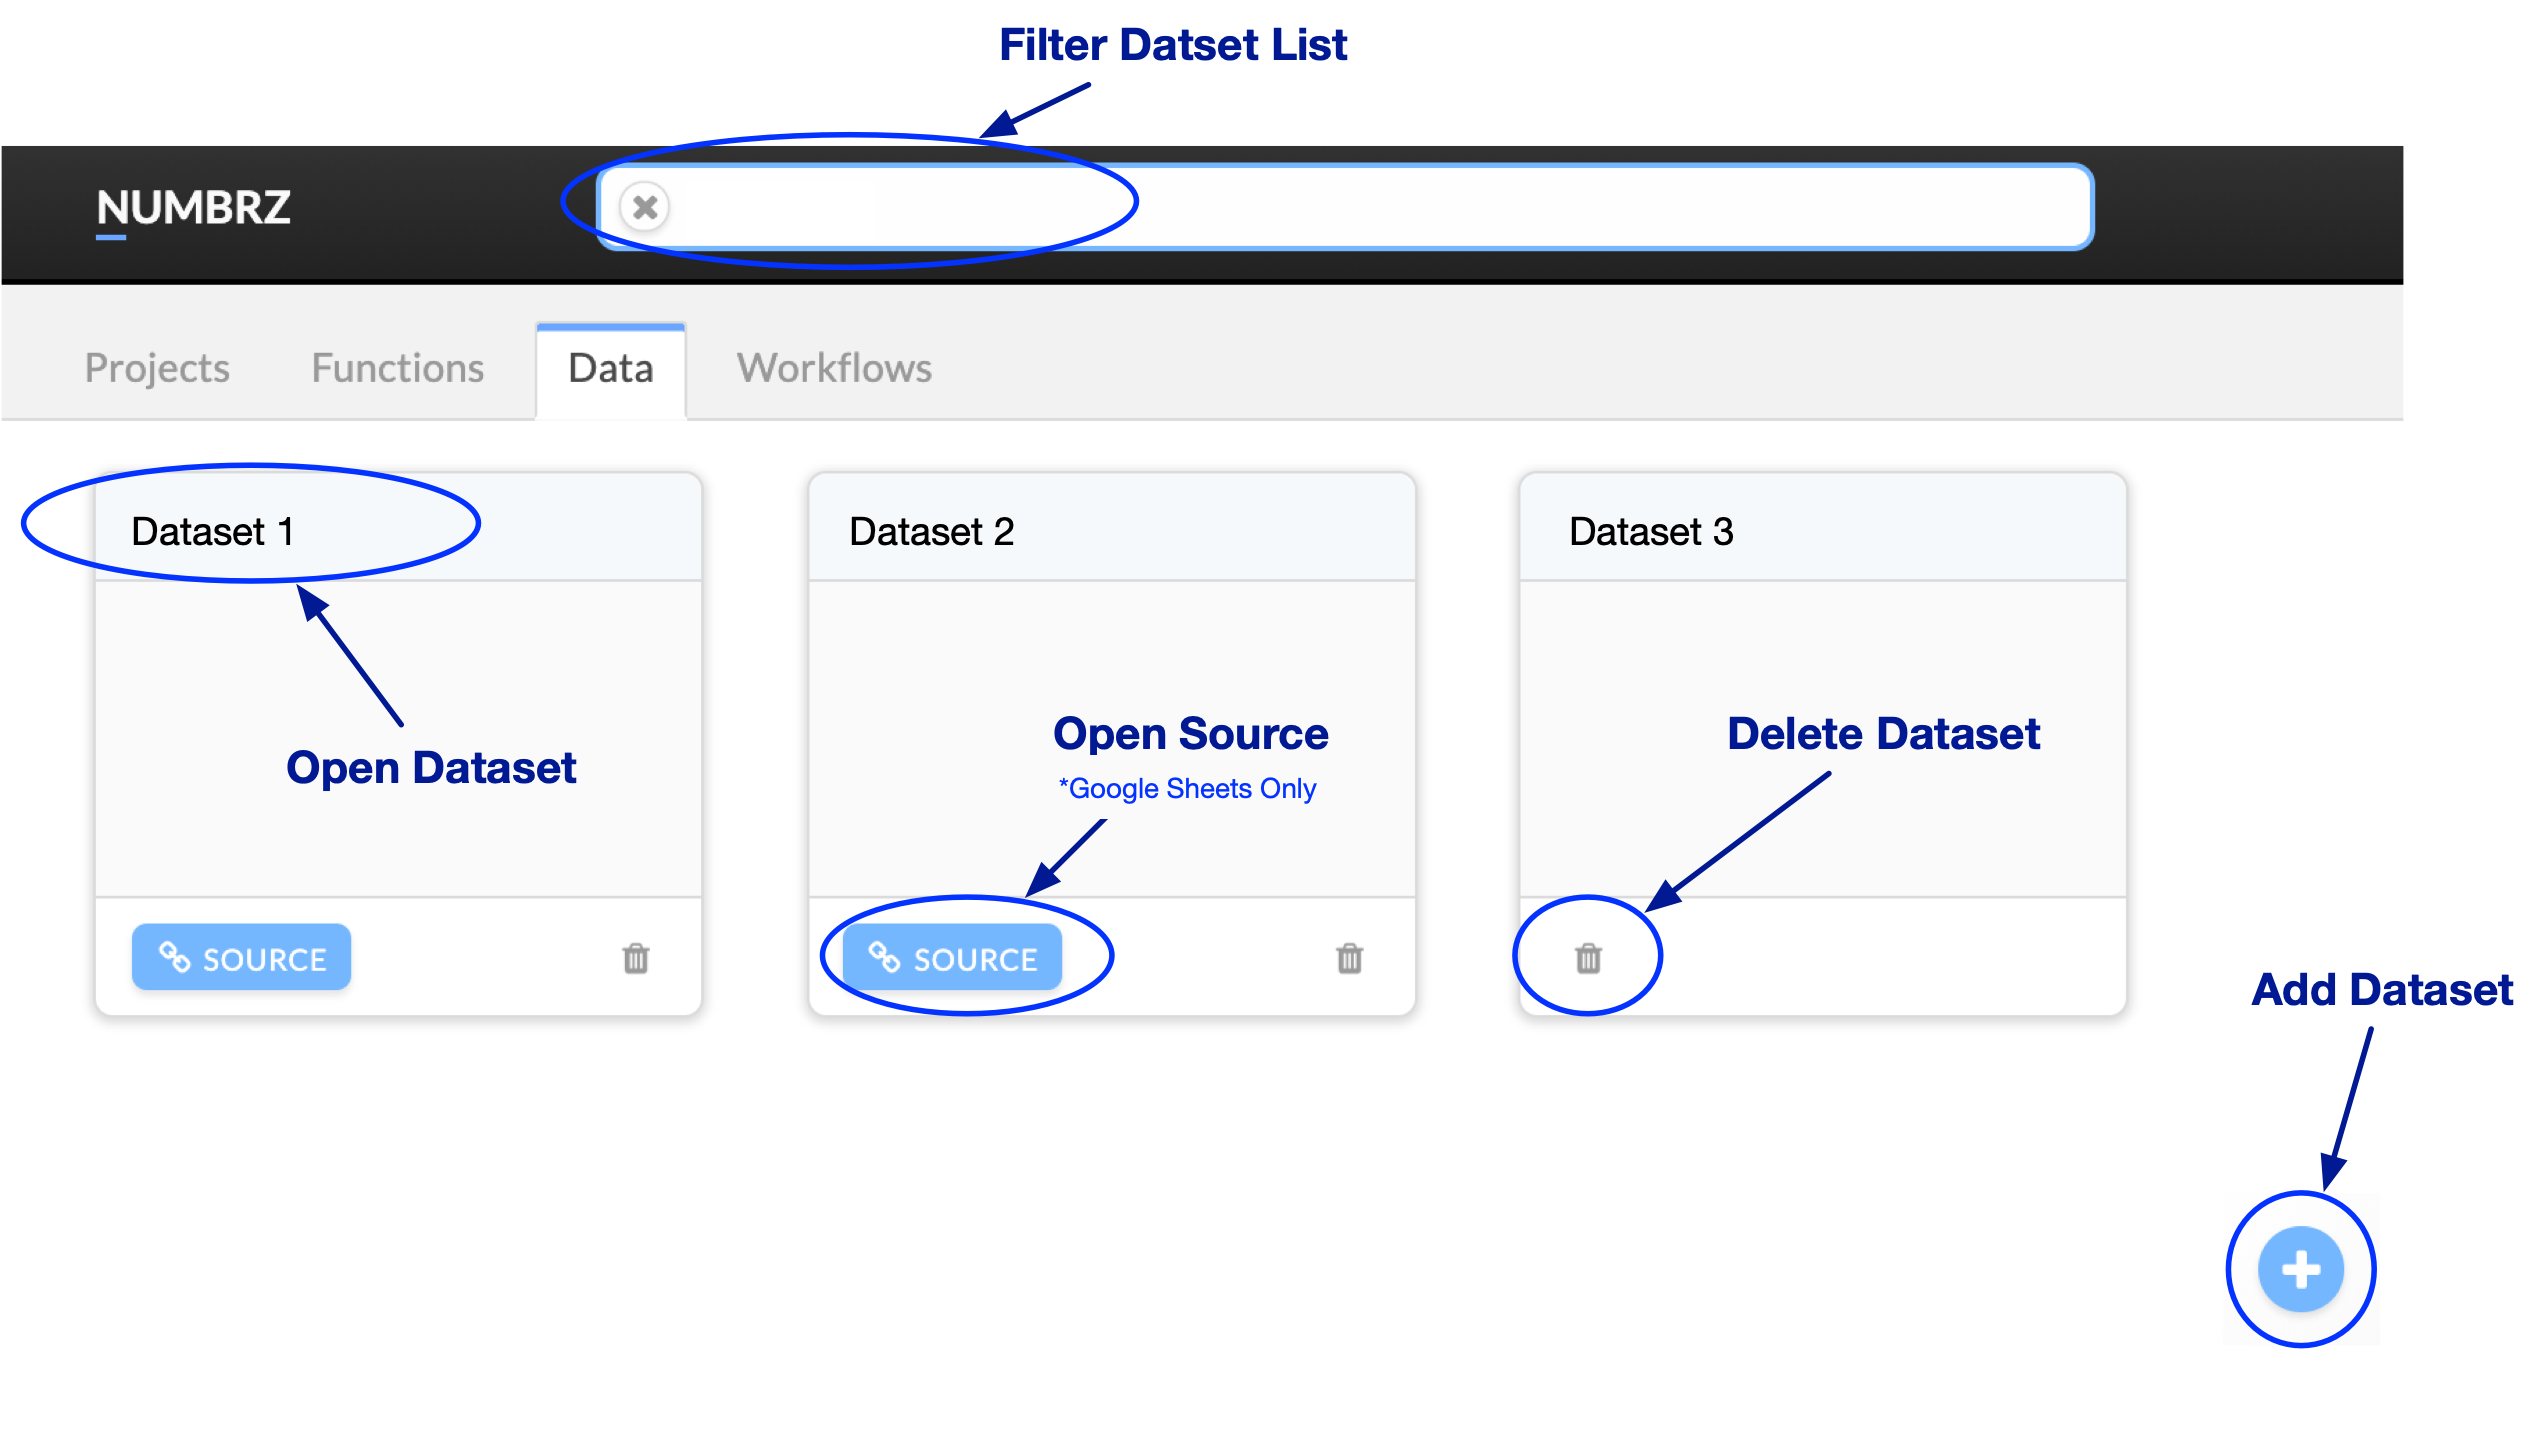 Filter Datset List
NUMBRZ
Projects Functions Data Workflows
Dataset 1
Dataset 2
Dataset 3
Open Dataset
Open Source
*Google Sheets Only
Delete Dataset
SOURCE
SOURCE
Add Dataset